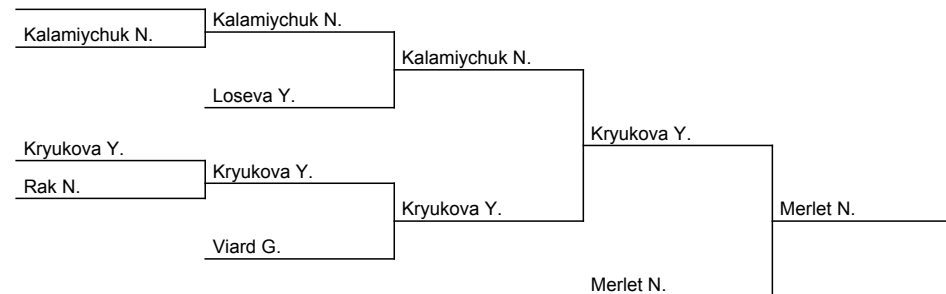 Kalamiychuk N.
Kalamiychuk N.
Kalamiychuk N.
Loseva Y.
Kryukova Y.
Kryukova Y.
Rak N.
Kryukova Y.
Kryukova Y.
Merlet N.
Viard G.
Merlet N.